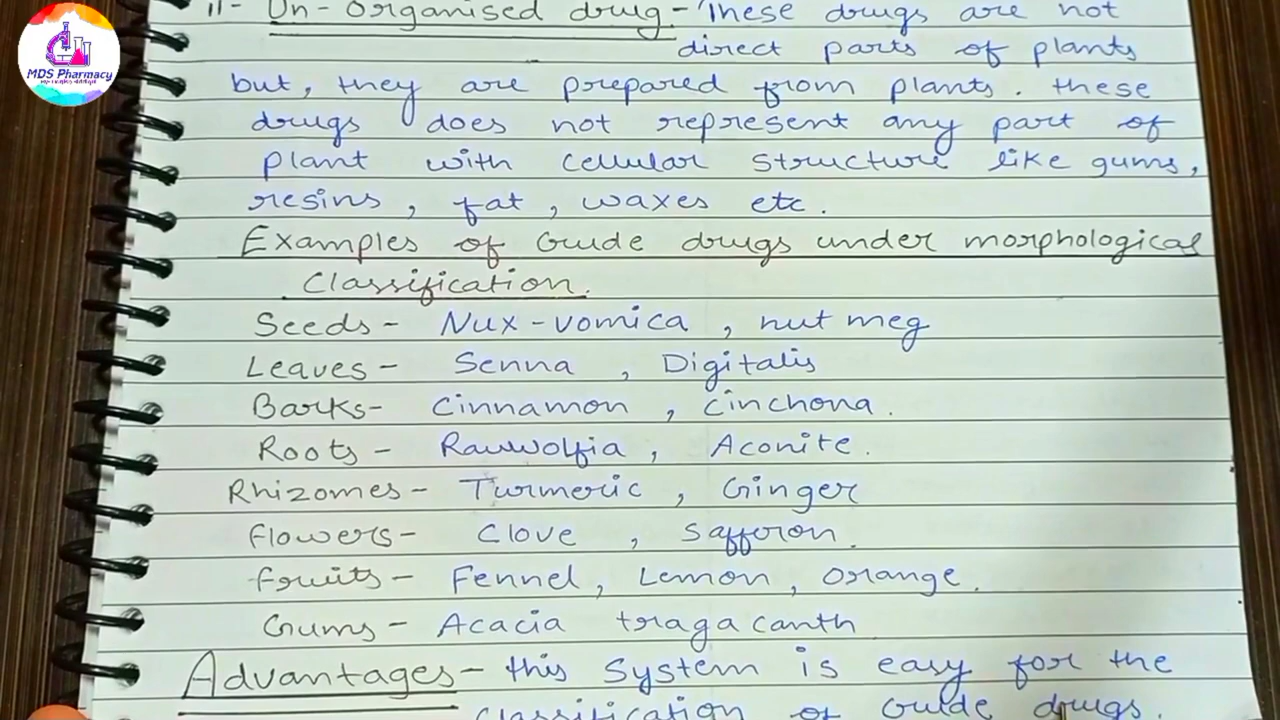 MDS Pharmacy
ii- Un-Organised drug - These drugs are not
direct parts of plants
but, they are prepared from plants. these
drugs does not represent any part of
plant with cellular structure like gums,
resins, fat, waxes etc.
Examples of crude drugs under morphological
Classification.
Seeds - Nux-vomica, nut meg
Leaves - Senna, Digitalis
Barks - Cinnamon, Cinchona.
Roots - Rauwolfia, Aconite.
Rhizomes - Turmeric, Ginger
flowers - Clove, Saffron.
fruits - Fennel, Lemon, Orange.
Gums - Acacia tragacanth
Advantages - this System is easy for the
classification of crude drugs.